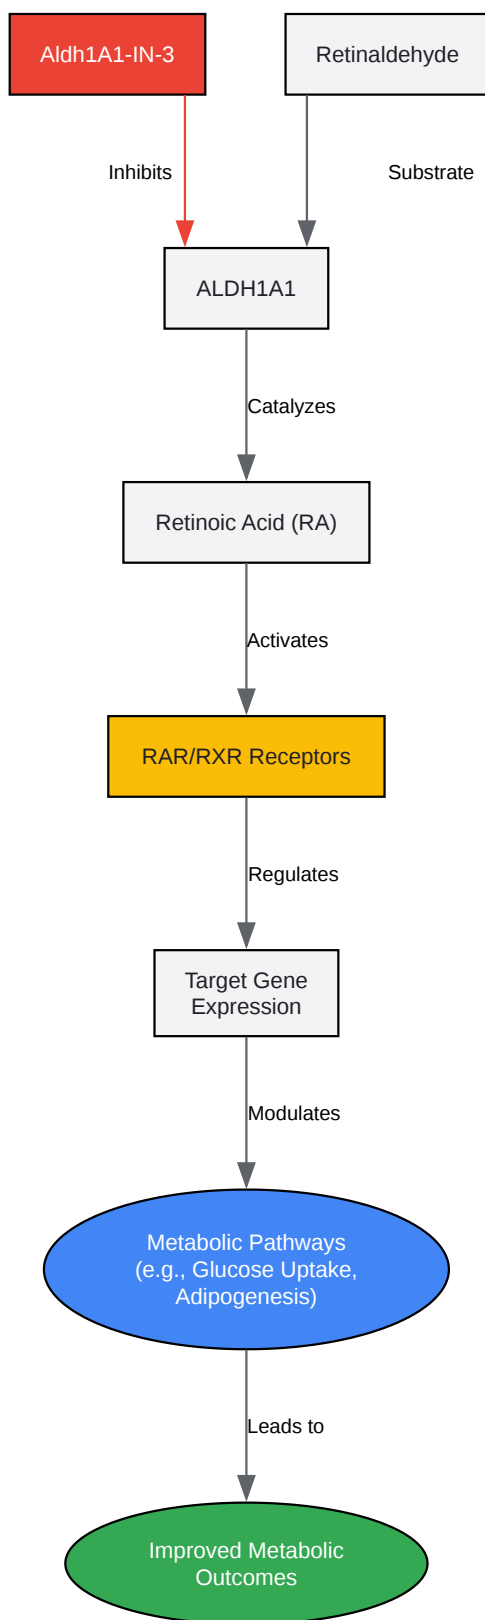 Aldh1A1-IN-3
Retinaldehyde
Inhibits
Substrate
ALDH1A1
Catalyzes
Retinoic Acid (RA)
Activates
RAR/RXR Receptors
Regulates
Target Gene
Expression
Modulates
Metabolic Pathways
(e.g., Glucose Uptake,
Adipogenesis)
Leads to
Improved Metabolic
Outcomes